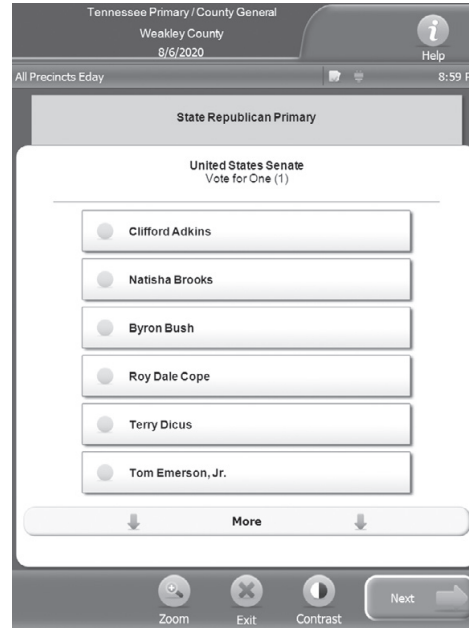 Tennessee Primary / County General
Weakley County
8/6/2020
i
Help
All Precincts Eday
8:59 P
State Republican Primary
United States Senate
Vote for One (1)
Clifford Adkins
Natisha Brooks
Byron Bush
Roy Dale Cope
Terry Dicus
Tom Emerson, Jr.
More
Zoom
Exit
Contrast
Next